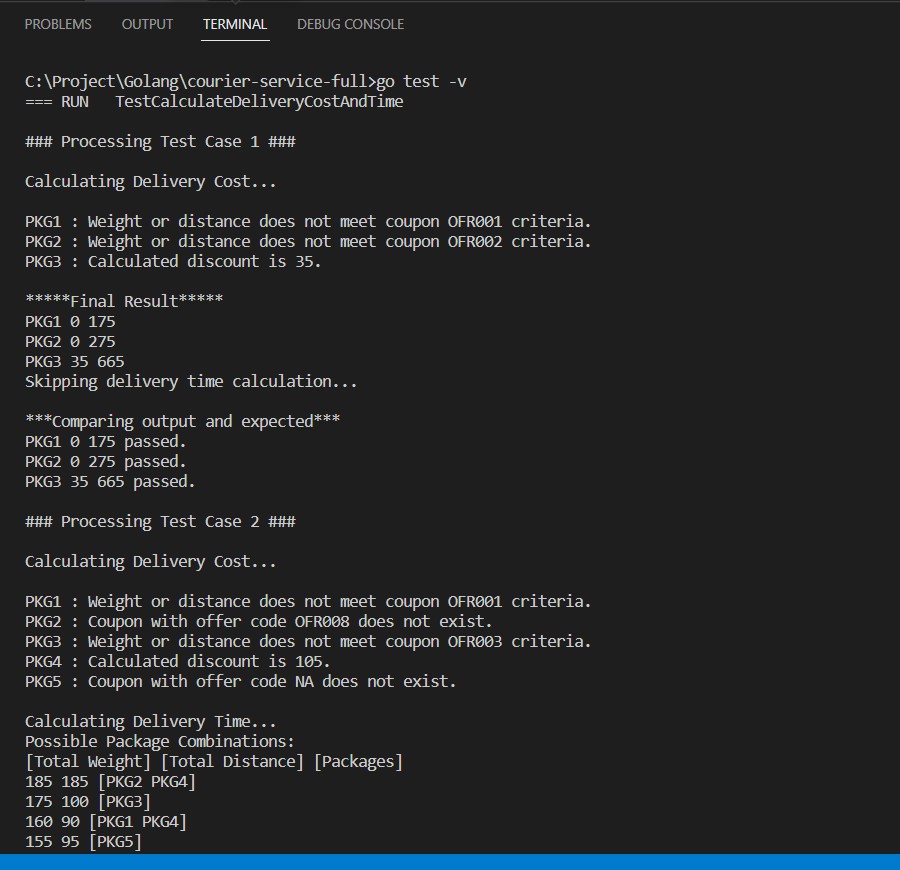 PROBLEMS OUTPUT TERMINAL DEBUG CONSOLE
C:\Project\Golang\courier-service-full>go test -v
=== RUN   TestCalculateDeliveryCostAndTime
### Processing Test Case 1 ###
Calculating Delivery Cost...
PKG1 : Weight or distance does not meet coupon OFR001 criteria.
PKG2 : Weight or distance does not meet coupon OFR002 criteria.
PKG3 : Calculated discount is 35.
*****Final Result*****
PKG1 0 175
PKG2 0 275
PKG3 35 665
Skipping delivery time calculation...
***Comparing output and expected***
PKG1 0 175 passed.
PKG2 0 275 passed.
PKG3 35 665 passed.
### Processing Test Case 2 ###
Calculating Delivery Cost...
PKG1 : Weight or distance does not meet coupon OFR001 criteria.
PKG2 : Coupon with offer code OFR008 does not exist.
PKG3 : Weight or distance does not meet coupon OFR003 criteria.
PKG4 : Calculated discount is 105.
PKG5 : Coupon with offer code NA does not exist.
Calculating Delivery Time...
Possible Package Combinations:
[Total Weight] [Total Distance] [Packages]
185 185 [PKG2 PKG4]
175 100 [PKG3]
160 90 [PKG1 PKG4]
155 95 [PKG5]